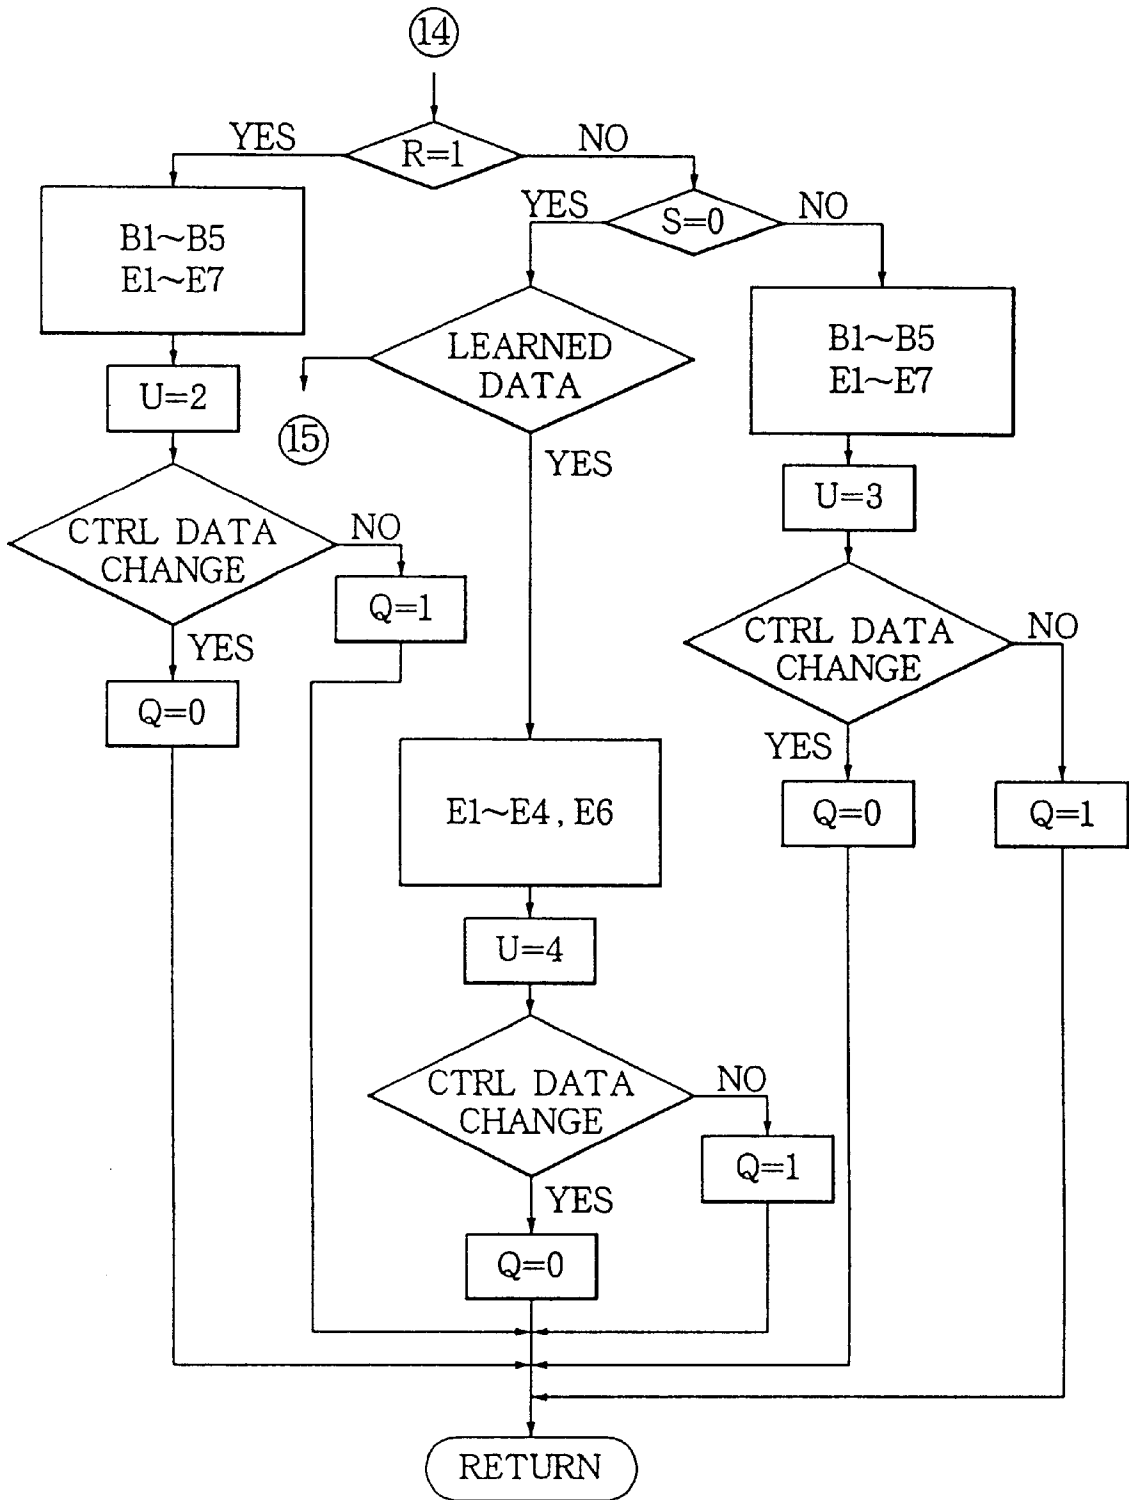 14
R=1
YES
NO
B1~B5
E1~E7
S=0
YES
NO
U=2
LEARNED
DATA
15
YES
B1~B5
E1~E7
U=3
CTRL DATA
CHANGE
NO
Q=1
YES
Q=0
CTRL DATA
CHANGE
NO
YES
Q=0
Q=1
E1~E4, E6
U=4
CTRL DATA
CHANGE
NO
Q=1
YES
Q=0
RETURN